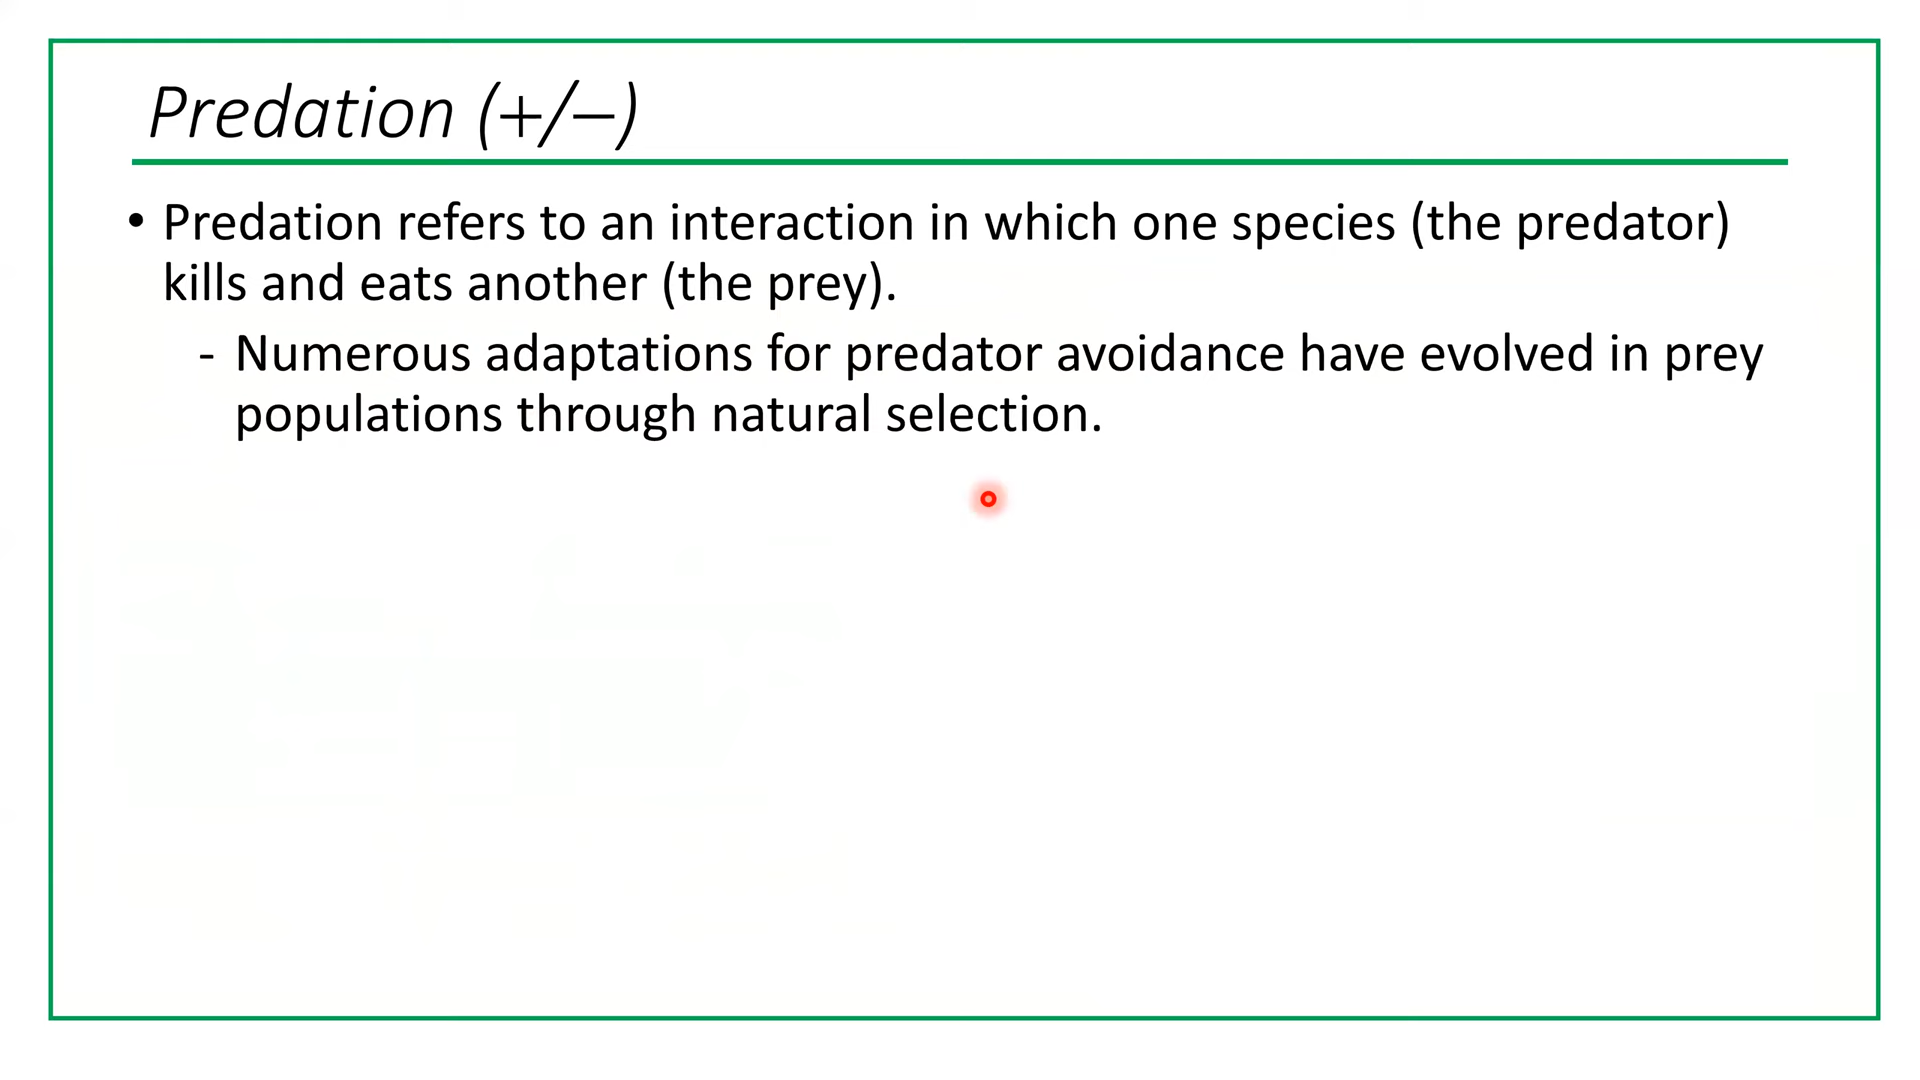 Predation (+/–)
• Predation refers to an interaction in which one species (the predator)
kills and eats another (the prey).
- Numerous adaptations for predator avoidance have evolved in prey
populations through natural selection.